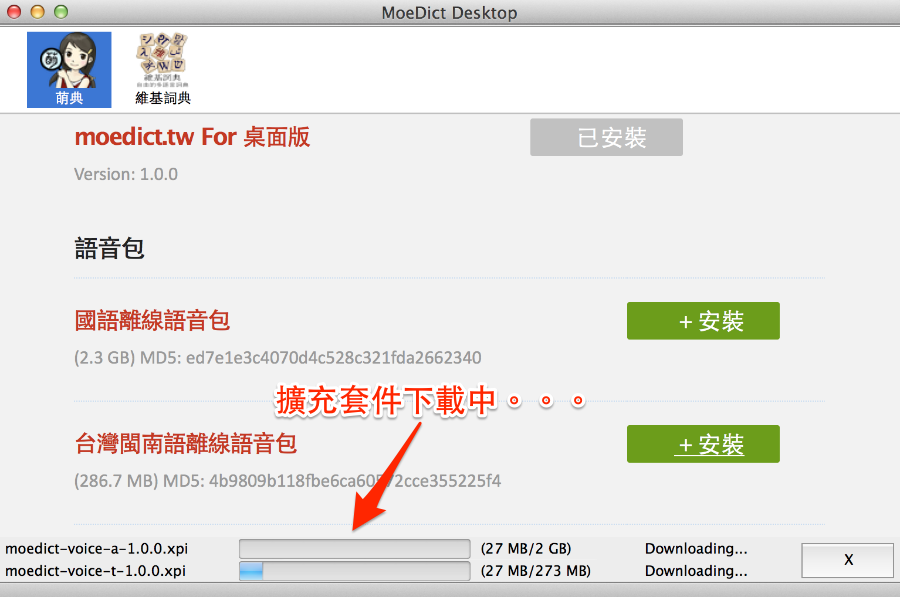 MoeDict Desktop
萌典
維基詞典
moedict.tw For 桌面版
已安裝
Version: 1.0.0
語音包
國語離線語音包
+ 安裝
(2.3 GB) MD5: ed7e1e3c4070d4c528c321fda2662340
擴充套件下載中。。。
台灣閩南語離線語音包
+ 安裝
(286.7 MB) MD5: 4b9809b118fbe6ca60572cce355225f4
moedict-voice-a-1.0.0.xpi
(27 MB/2 GB)
Downloading...
moedict-voice-t-1.0.0.xpi
(27 MB/273 MB)
Downloading...
X